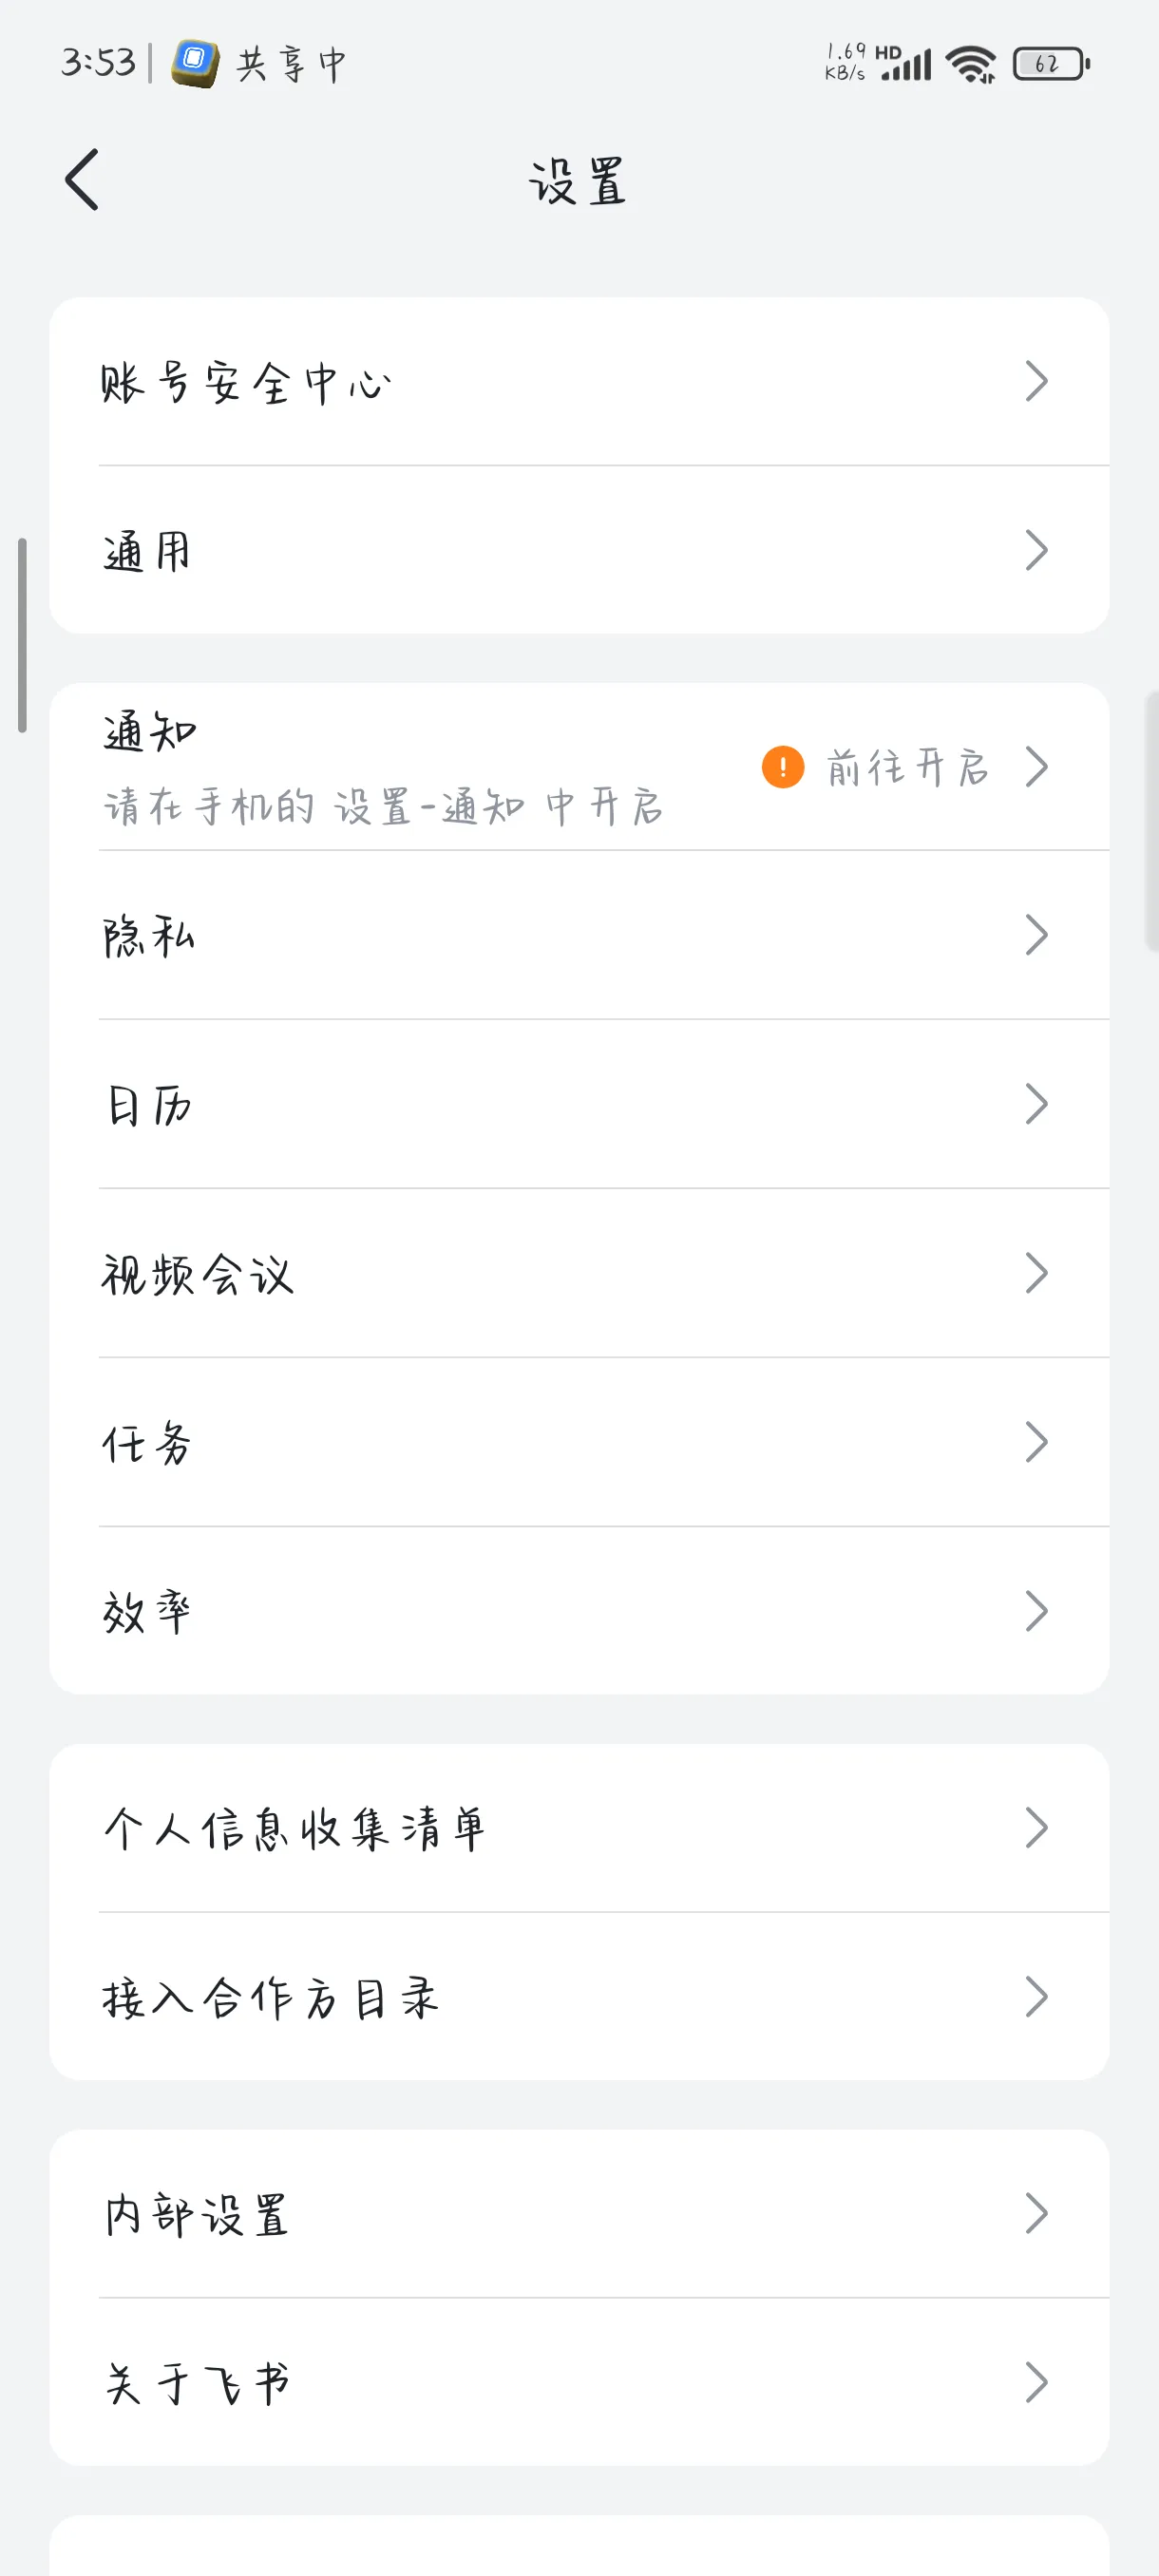 3:53
共享中
1.69 KB/s
HD
62
设置
账号安全中心
通用
通知
请在手机的 设置-通知 中开启
前往开启
隐私
日历
视频会议
任务
效率
个人信息收集清单
接入合作方目录
内部设置
关于飞书